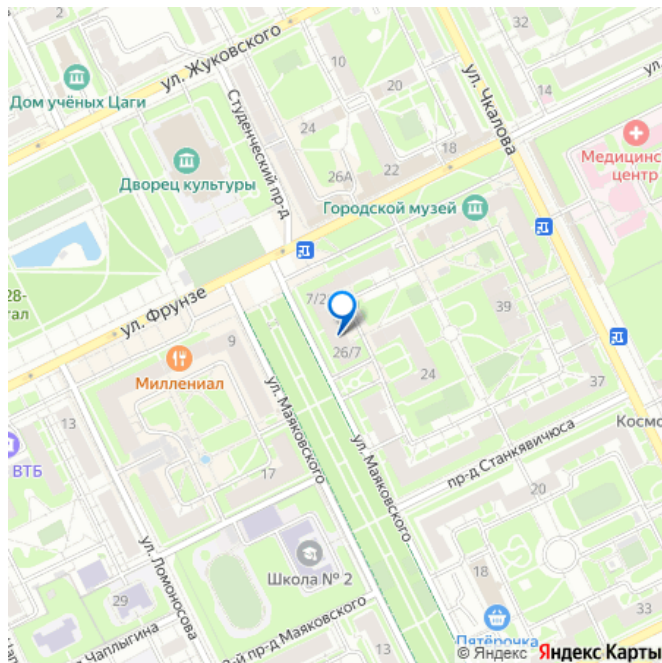 2
ул. Жуковского
32
Дом учёных Цаги
10
20
14
ул. Чкалова
ул.
Студенческий пр-д
24
18
Медицинс
центр
Дворец культуры
26А
22
Городской музей
28-
тал
ул. Фрунзе
7/2
39
9
26/7
24
37
Миллениал
ул. Маяковского
13
ВТБ
17
ул. Маяковского
пр-д Станкявичюса
Космо
20
ул. Ломоносова
Школа № 2
18
29
Чаплыгина
й пр-д Маяковского
13
33
Пятёрочка
© Яндекс Яндекс Карты